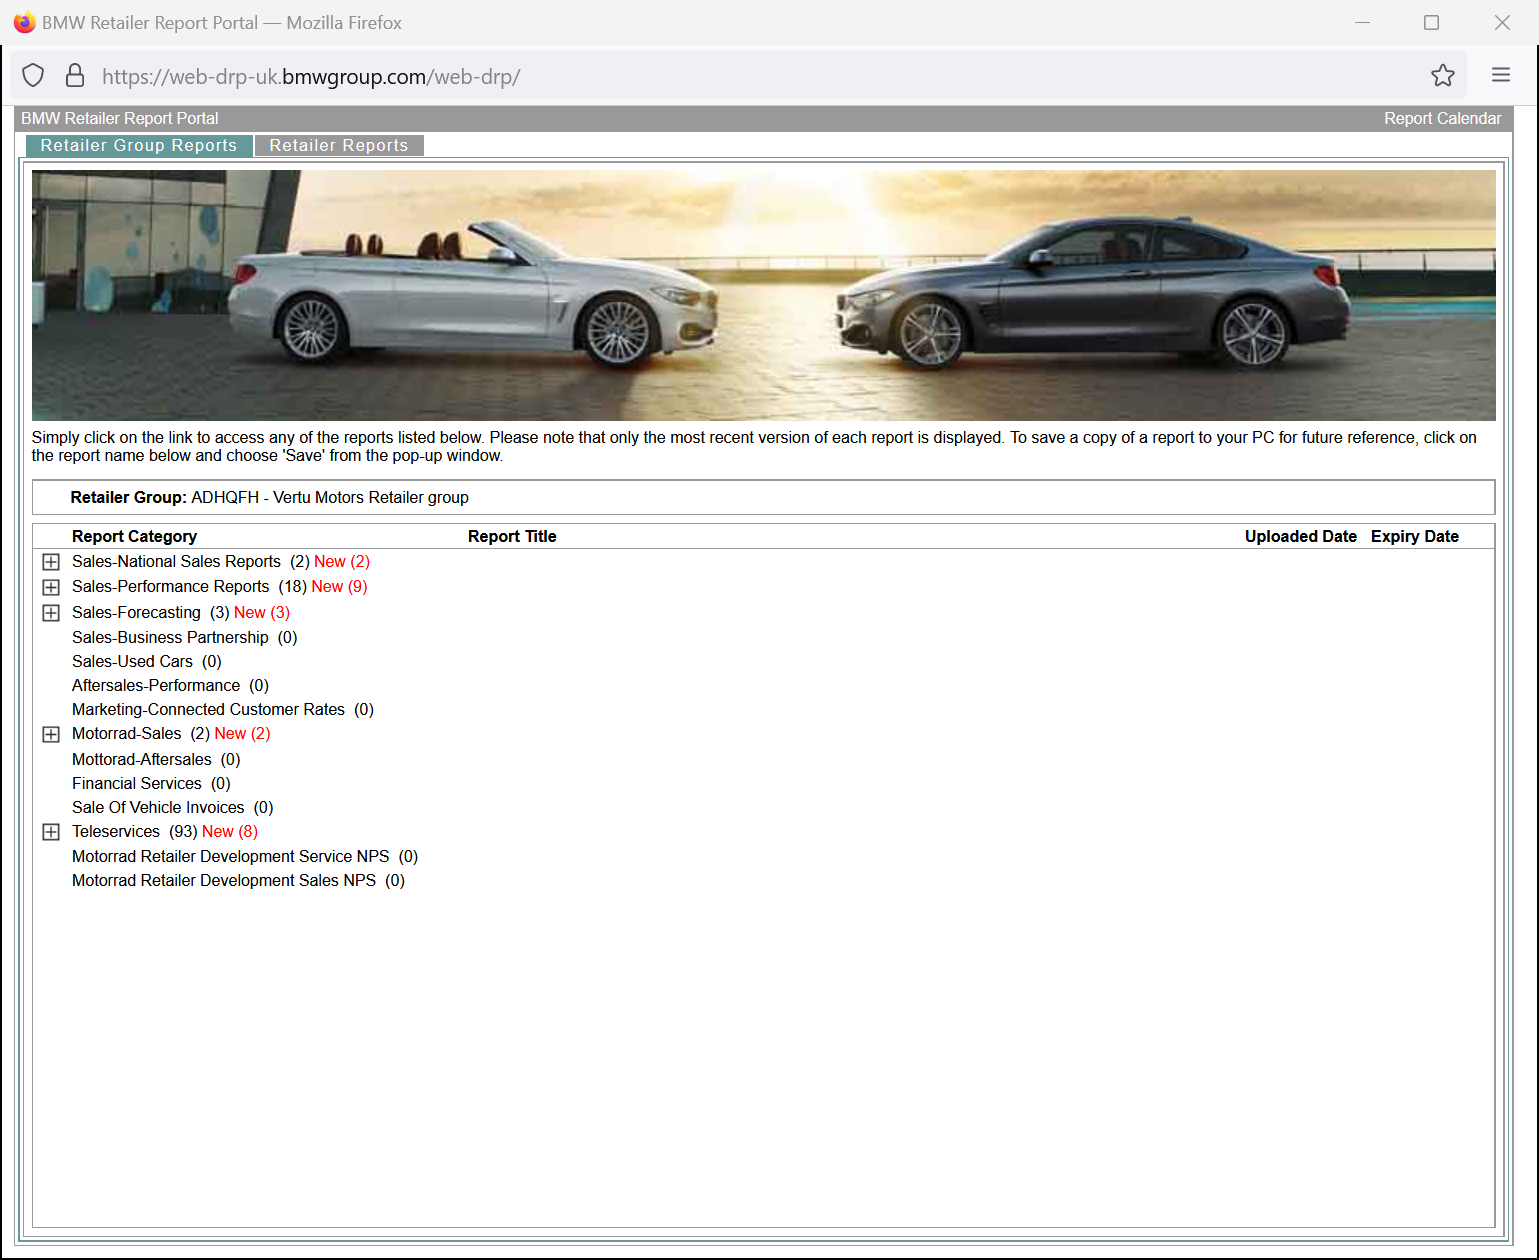 BMW Retailer Report Portal — Mozilla Firefox
https://web-drp-uk.bmwgroup.com/web-drp/
BMW Retailer Report Portal Report Calendar
Retailer Group Reports Retailer Reports
Simply click on the link to access any of the reports listed below. Please note that only the most recent version of each report is displayed. To save a copy of a report to your PC for future reference, click on
the report name below and choose 'Save' from the pop-up window.
Retailer Group: ADHQFH - Vertu Motors Retailer group
Report Category Report Title Uploaded Date Expiry Date
Sales-National Sales Reports (2) New (2)
Sales-Performance Reports (18) New (9)
Sales-Forecasting (3) New (3)
Sales-Business Partnership (0)
Sales-Used Cars (0)
Aftersales-Performance (0)
Marketing-Connected Customer Rates (0)
Motorrad-Sales (2) New (2)
Mottorad-Aftersales (0)
Financial Services (0)
Sale Of Vehicle Invoices (0)
Teleservices (93) New (8)
Motorrad Retailer Development Service NPS (0)
Motorrad Retailer Development Sales NPS (0)